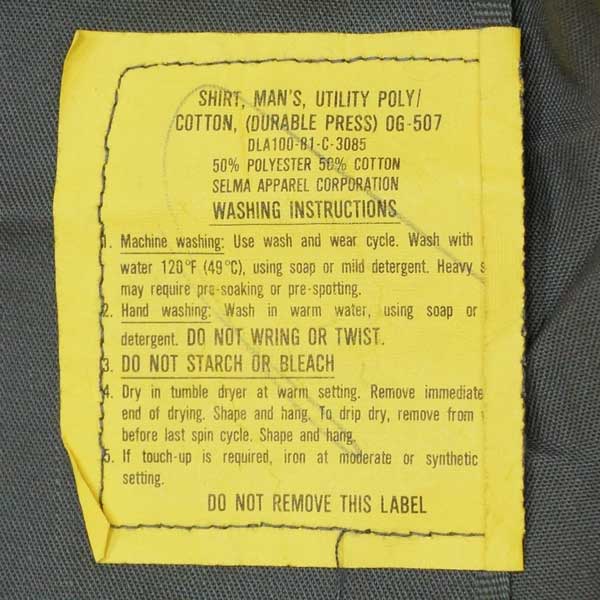 SHIRT, MAN'S, UTILITY POLY/
COTTON, (DURABLE PRESS) OG-507
DLA100-81-C-3085
50% POLYESTER 50% COTTON
SELMA APPAREL CORPORATION
WASHING INSTRUCTIONS
1. Machine washing: Use wash and wear cycle. Wash with
water 120°F (49°C), using soap or mild detergent. Heavy s
may require pre-soaking or pre-spotting.
2. Hand washing: Wash in warm water, using soap or
detergent. DO NOT WRING OR TWIST.
3. DO NOT STARCH OR BLEACH
4. Dry in tumble dryer at warm setting. Remove immediate
end of drying. Shape and hang. To drip dry, remove from
before last spin cycle. Shape and hang.
5. If touch-up is required, iron at moderate or synthetic
setting.
DO NOT REMOVE THIS LABEL